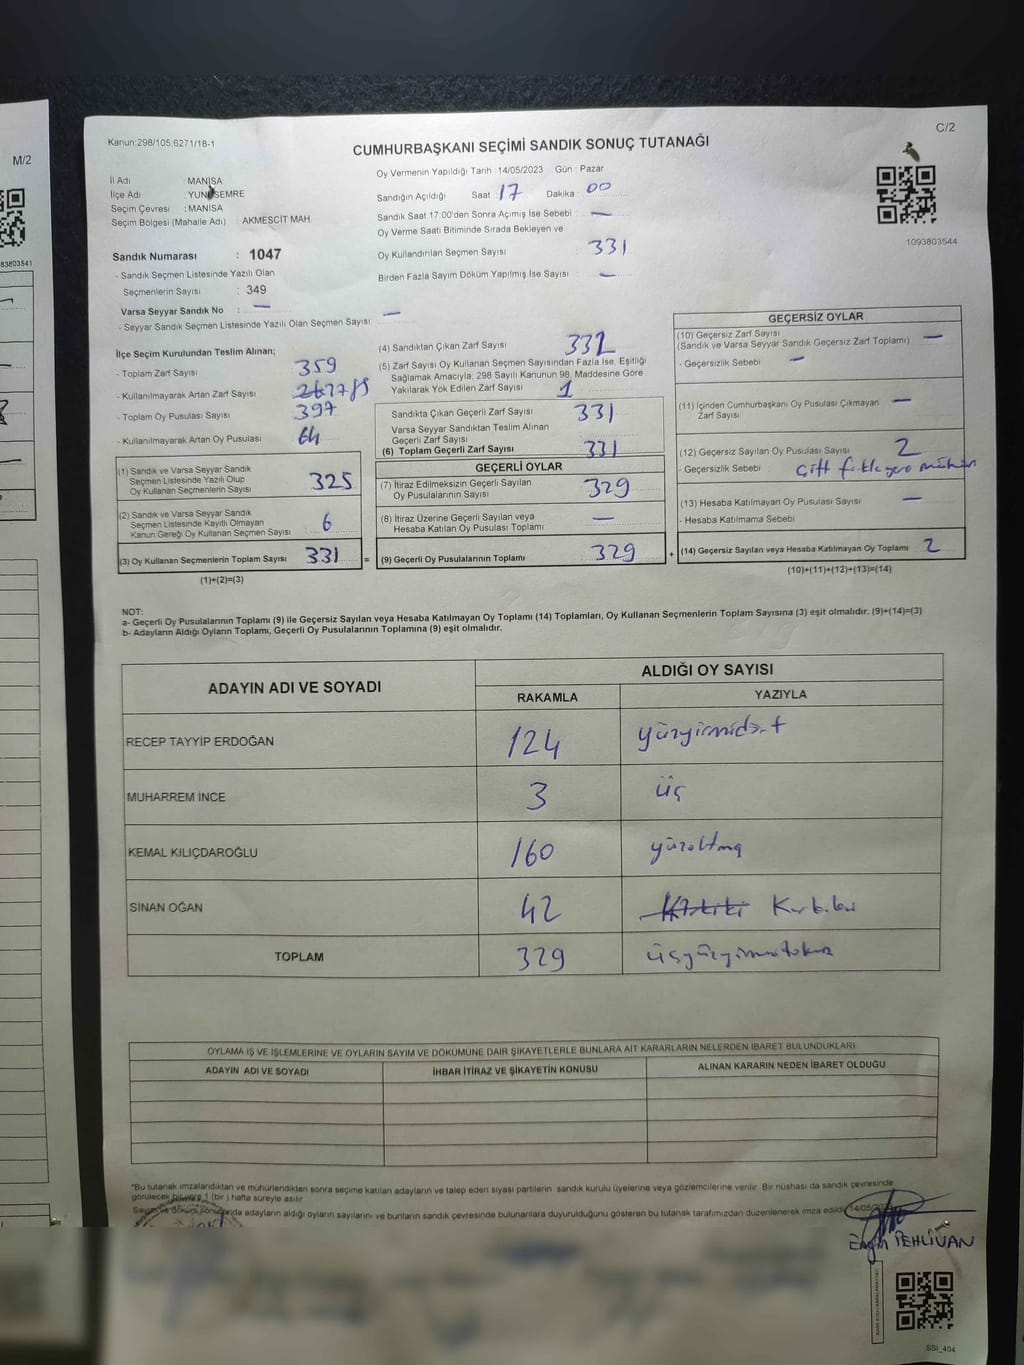 M/2
83803541
C/2
Kanun:298/105;6271/18-1
CUMHURBAŞKANI SEÇİMİ SANDIK SONUÇ TUTANAĞI
Oy Vermenin Yapıldığı Tarih :14/05/2023 Gün : Pazar
İl Adı : MANİSA
İlçe Adı : YUNUSEMRE
Seçim Çevresi : MANİSA
Seçim Bölgesi (Mahalle Adı) AKMESCİT MAH.
Sandığın Açıldığı Saat : 17 Dakika : 00
Sandık Saat 17:00'den Sonra Açılmış İse Sebebi : —
Oy Verme Saati Bitiminde Sırada Bekleyen ve
Oy Kullandırılan Seçmen Sayısı : 331
Birden Fazla Sayım Döküm Yapılmış İse Sayısı : —
1093803544
Sandık Numarası : 1047
- Sandık Seçmen Listesinde Yazılı Olan
Seçmenlerin Sayısı : 349
Varsa Seyyar Sandık No : —
- Seyyar Sandık Seçmen Listesinde Yazılı Olan Seçmen Sayısı : —
İlçe Seçim Kurulundan Teslim Alınan;
- Toplam Zarf Sayısı : 359
- Kullanılmayarak Artan Zarf Sayısı :
- Toplam Oy Pusulası Sayısı : 397
- Kullanılmayarak Artan Oy Pusulası : 64
(1) Sandık ve Varsa Seyyar Sandık
Seçmen Listesinde Yazılı Olup
Oy Kullanan Seçmenlerin Sayısı : 325
(2) Sandık ve Varsa Seyyar Sandık
Seçmen Listesinde Kayıtlı Olmayan
Kanun Gereği Oy Kullanan Seçmen Sayısı : 6
(3) Oy Kullanan Seçmenlerin Toplam Sayısı : 331 =
(1)+(2)=(3)
(4) Sandıktan Çıkan Zarf Sayısı : 332
(5) Zarf Sayısı Oy Kullanan Seçmen Sayısından Fazla İse, Eşitliği
Sağlamak Amacıyla; 298 Sayılı Kanunun 98. Maddesine Göre
Yakılarak Yok Edilen Zarf Sayısı : 1
Sandıkta Çıkan Geçerli Zarf Sayısı : 331
Varsa Seyyar Sandıktan Teslim Alınan
Geçerli Zarf Sayısı
(6) Toplam Geçerli Zarf Sayısı : 331
GEÇERLİ OYLAR
(7) İtiraz Edilmeksizin Geçerli Sayılan
Oy Pusulalarının Sayısı : 329
(8) İtiraz Üzerine Geçerli Sayılan veya
Hesaba Katılan Oy Pusulası Toplamı : —
(9) Geçerli Oy Pusulalarının Toplamı : 329 +
GEÇERSİZ OYLAR
(10) Geçersiz Zarf Sayısı : —
(Sandık ve Varsa Seyyar Sandık Geçersiz Zarf Toplamı)
- Geçersizlik Sebebi : —
(11) İçinden Cumhurbaşkanı Oy Pusulası Çıkmayan
Zarf Sayısı : —
(12) Geçersiz Sayılan Oy Pusulası Sayısı : 2
- Geçersizlik Sebebi :
(13) Hesaba Katılmayan Oy Pusulası Sayısı : —
- Hesaba Katılmama Sebebi :
(14) Geçersiz Sayılan veya Hesaba Katılmayan Oy Toplamı : 2
(10)+(11)+(12)+(13)=(14)
NOT:
a- Geçerli Oy Pusulalarının Toplamı (9) ile Geçersiz Sayılan veya Hesaba Katılmayan Oy Toplamı (14) Toplamları, Oy Kullanan Seçmenlerin Toplam Sayısına (3) eşit olmalıdır. (9)+(14)=(3)
b- Adayların Aldığı Oyların Toplamı, Geçerli Oy Pusulalarının Toplamına (9) eşit olmalıdır.
ADAYIN ADI VE SOYADI
ALDIĞI OY SAYISI
RAKAMLA YAZIYLA
RECEP TAYYİP ERDOĞAN 124 yüzyirmidört
MUHARREM İNCE 3 üç
KEMAL KILIÇDAROĞLU 160 yüzaltmış
SİNAN OĞAN 42 Kırkiki
TOPLAM 329 üçyüzyirmidokuz
OYLAMA İŞ VE İŞLEMLERİNE VE OYLARIN SAYIM VE DÖKÜMÜNE DAİR ŞİKAYETLERLE BUNLARA AİT KARARLARIN NELERDEN İBARET BULUNDUKLARI
ADAYIN ADI VE SOYADI İHBAR İTİRAZ VE ŞİKAYETİN KONUSU ALINAN KARARIN NEDEN İBARET OLDUĞU
*Bu tutanak imzalandıktan ve mühürlendikten sonra seçime katılan adayların ve talep eden siyasi partilerin sandık kurulu üyelerine veya gözlemcilerine verilir. Bir nüshası da sandık çevresinde
görülecek bir yere 1 (bir ) hafta süreyle asılır.
Sayım ve döküm sonunda adayların aldığı oyların sayılarını ve bunların sandık çevresinde bulunanlara duyurulduğunu gösteren bu tutanak tarafımızdan düzenlenerek imza edildi.
Engin PEHLİVAN
SSİ_404